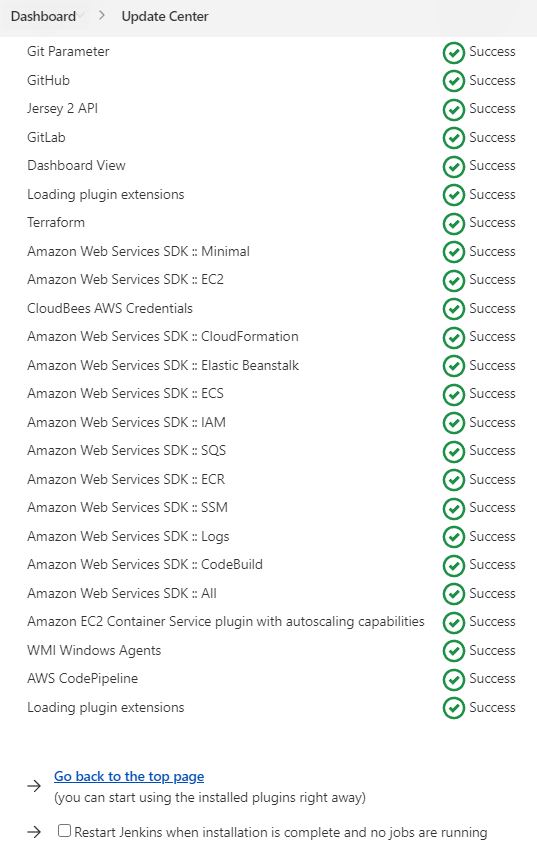 Dashboard > Update Center
Git Parameter Success
GitHub Success
Jersey 2 API Success
GitLab Success
Dashboard View Success
Loading plugin extensions Success
Terraform Success
Amazon Web Services SDK :: Minimal Success
Amazon Web Services SDK :: EC2 Success
CloudBees AWS Credentials Success
Amazon Web Services SDK :: CloudFormation Success
Amazon Web Services SDK :: Elastic Beanstalk Success
Amazon Web Services SDK :: ECS Success
Amazon Web Services SDK :: IAM Success
Amazon Web Services SDK :: SQS Success
Amazon Web Services SDK :: ECR Success
Amazon Web Services SDK :: SSM Success
Amazon Web Services SDK :: Logs Success
Amazon Web Services SDK :: CodeBuild Success
Amazon Web Services SDK :: All Success
Amazon EC2 Container Service plugin with autoscaling capabilities Success
WMI Windows Agents Success
AWS CodePipeline Success
Loading plugin extensions Success
Go back to the top page
(you can start using the installed plugins right away)
Restart Jenkins when installation is complete and no jobs are running